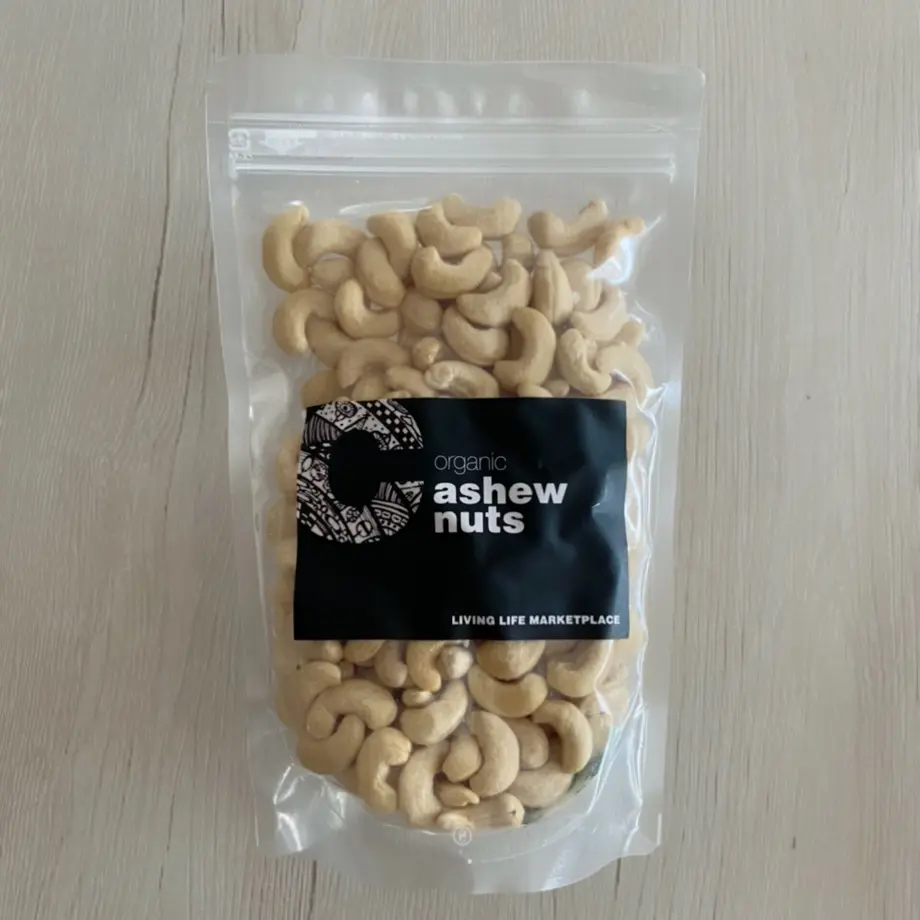 organic
Cashew
nuts
LIVING LIFE MARKETPLACE